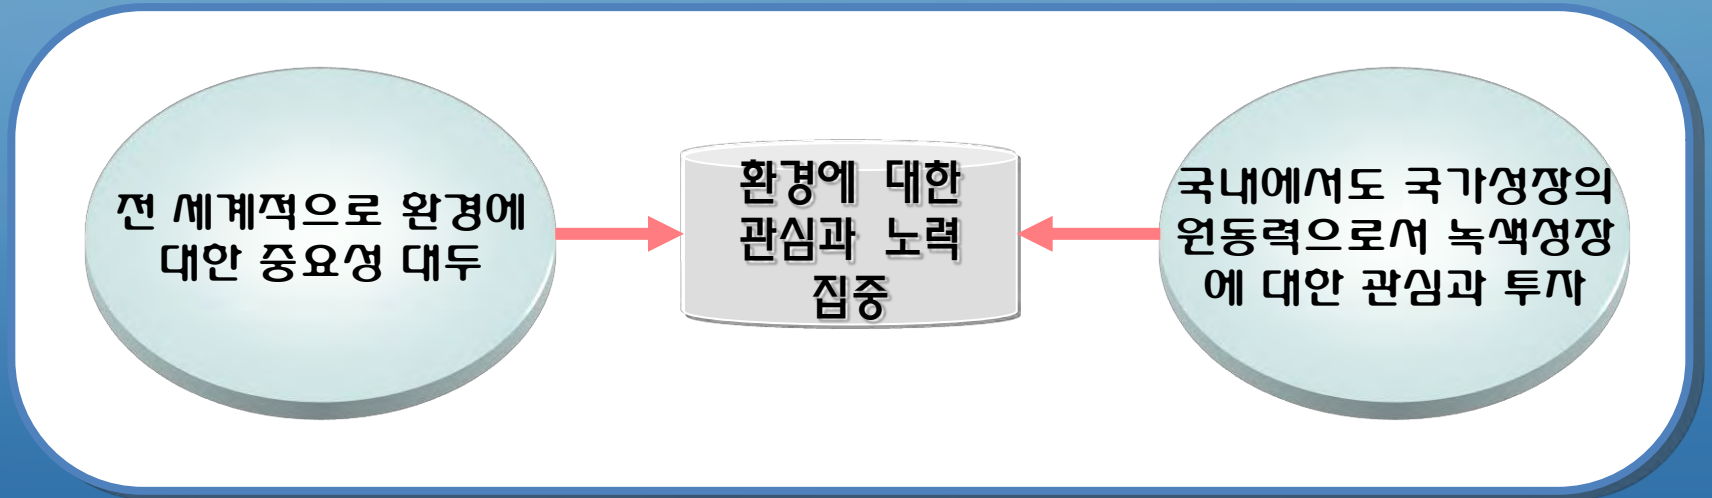 전 세계적으로 환경에
대한 중요성 대두
환경에 대한
관심과 노력
집중
국내에서도 국가성장의
원동력으로서 녹색성장
에 대한 관심과 투자